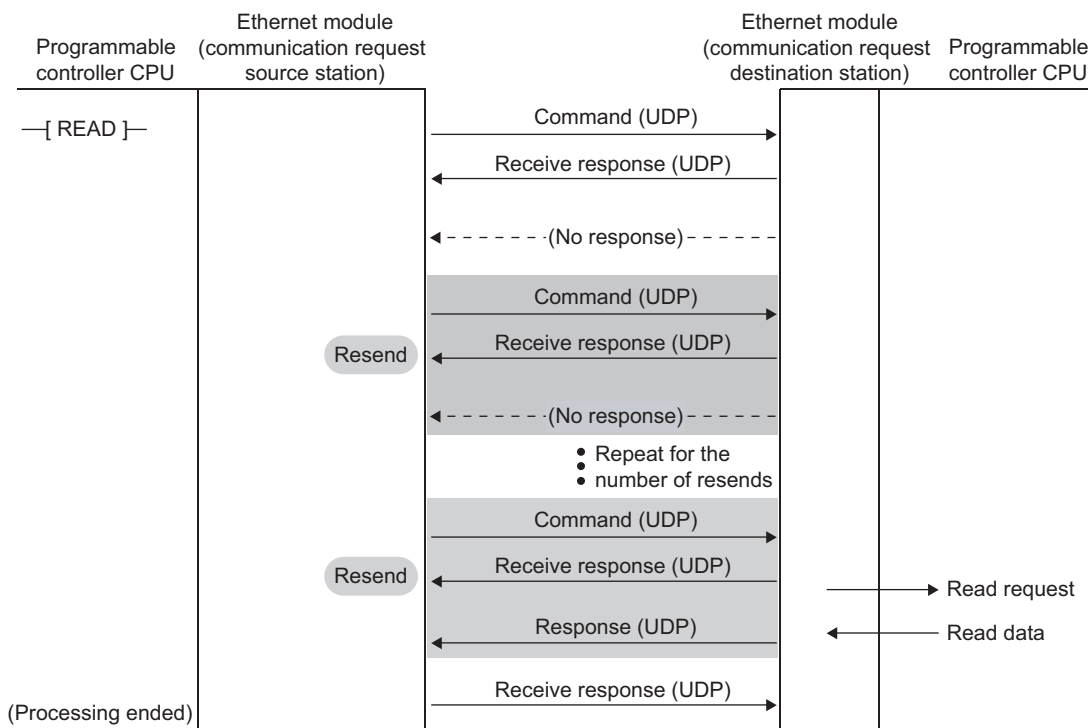 Programmable
controller CPU
Ethernet module
(communication request
source station)
Ethernet module
(communication request
destination station)
Programmable
controller CPU
[ READ ]
Command (UDP)
Receive response (UDP)
(No response)
Command (UDP)
Resend
Receive response (UDP)
(No response)
Repeat for the
number of resends
Command (UDP)
Resend
Receive response (UDP)
Read request
Response (UDP)
Read data
Receive response (UDP)
(Processing ended)